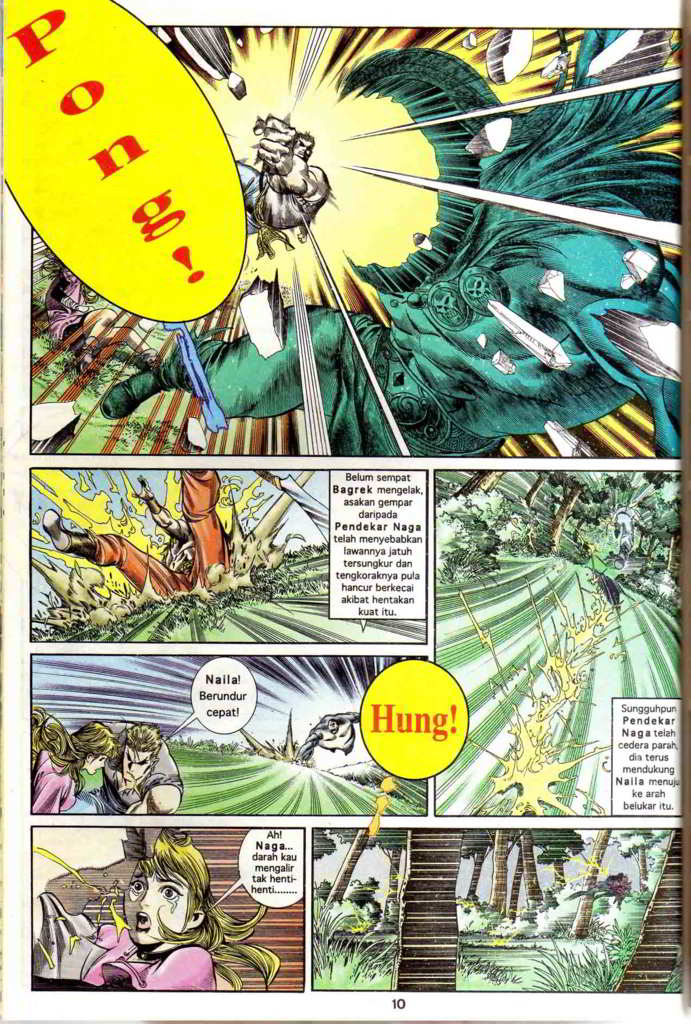 Pong!
Belum sempat
Bagrek mengelak,
asakan gempar
daripada
Pendekar Naga
telah menyebabkan
lawannya jatuh
tersungkur dan
tengkoraknya pula
hancur berkecai
akibat hentakan
kuat itu.
Naila!
Berundur
cepat!
Hung!
Sungguhpun
Pendekar
Naga telah
cedera parah,
dia terus
mendukung
Naila menuju
ke arah
belukar itu.
Ah!
Naga...
darah kau
mengalir
tak henti-
henti........
10